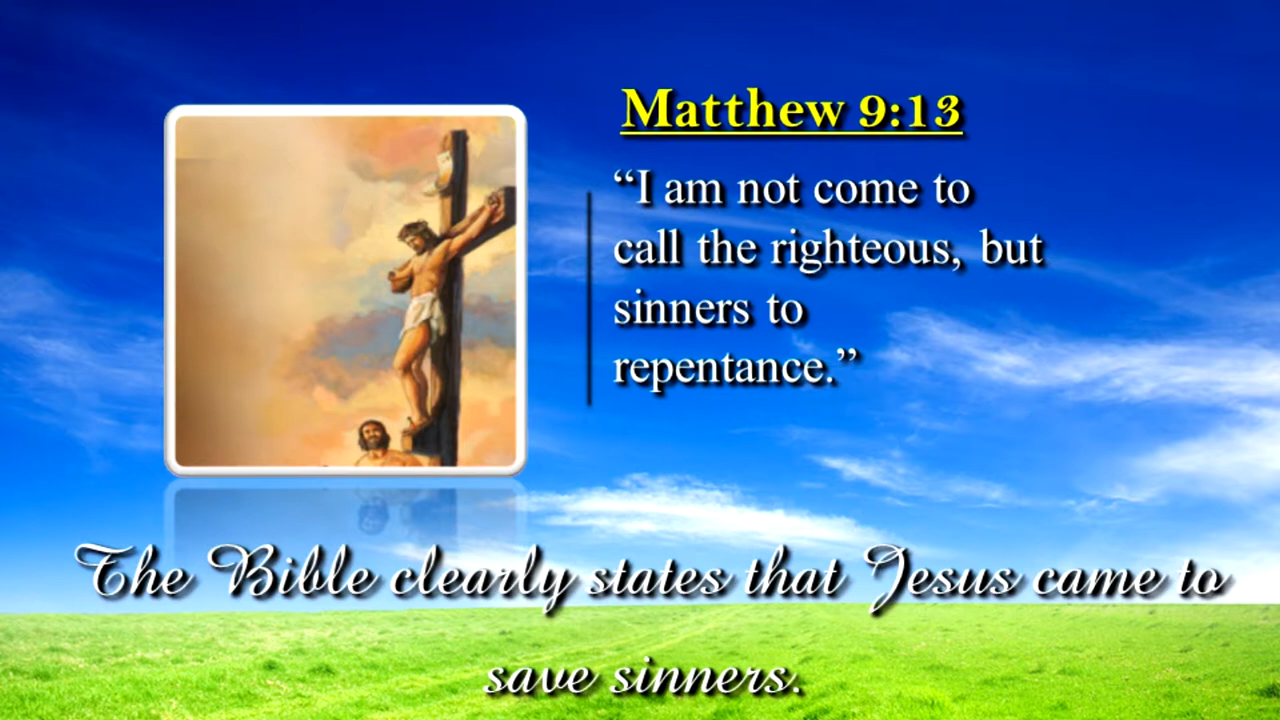 Matthew 9:13
“I am not come to
call the righteous, but
sinners to
repentance.”
The Bible clearly states that Jesus came to
save sinners.